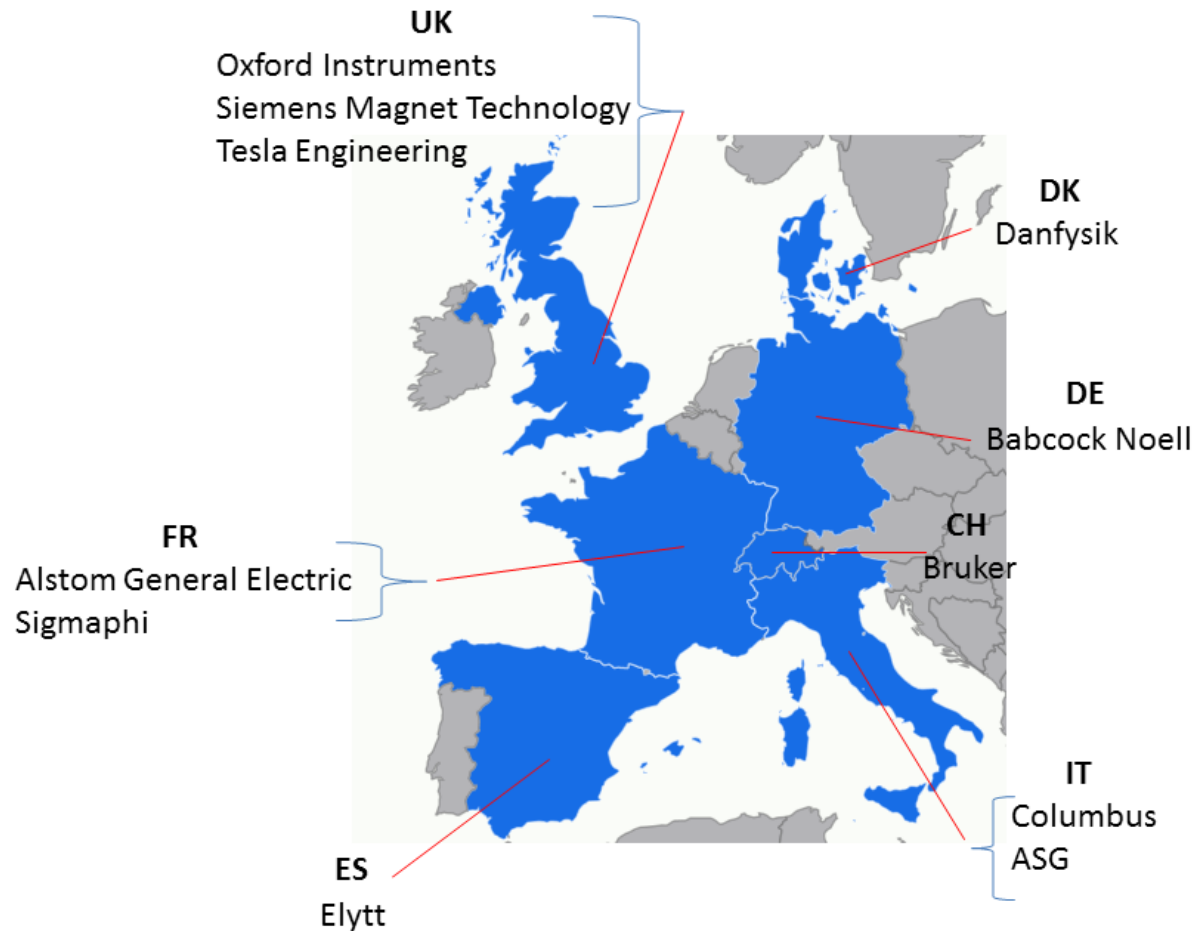 UK
Oxford Instruments
Siemens Magnet Technology
Tesla Engineering
DK
Danfysik
DE
Babcock Noell
CH
Bruker
FR
Alstom General Electric
Sigmaphi
IT
Columbus
ASG
ES
Elytt